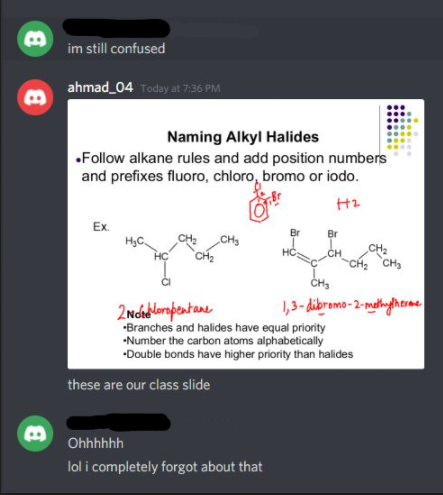 im still confused
ahmad_04 Today at 7:36 PM
Naming Alkyl Halides
•Follow alkane rules and add position numbers
and prefixes fluoro, chloro, bromo or iodo.
Cl
Br
H2
Ex.
H₃C
CH₂
CH₃
HC
CH₂
Cl
Br
Br
HC
CH
CH₂
C
CH₂
CH₃
CH₃
2-chloropentane
1,3-dibromo-2-methylhexene
Note
•Branches and halides have equal priority
•Number the carbon atoms alphabetically
•Double bonds have higher priority than halides
these are our class slide
Ohhhhhh
lol i completely forgot about that